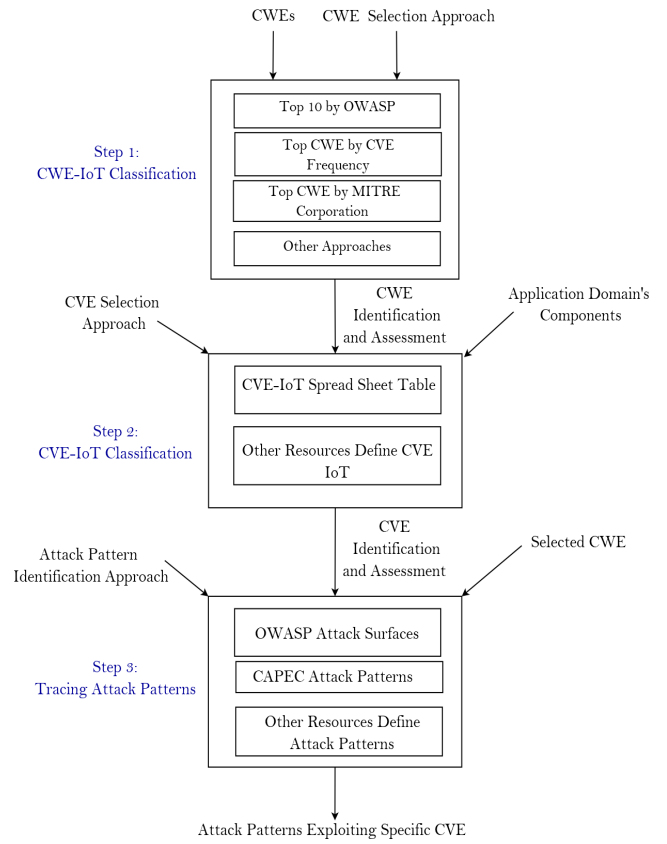 CWEs
CWE Selection Approach
Top 10 by OWASP
Top CWE by CVE
Frequency
Top CWE by MITRE
Corporation
Other Approaches
Step 1:
CWE-IoT Classification
CWE
Identification
and Assessment
CVE Selection
Approach
Application Domain's
Components
CVE-IoT Spread Sheet Table
Other Resources Define CVE
IoT
Step 2:
CVE-IoT Classification
CVE
Identification
and Assessment
Attack Pattern
Identification Approach
Selected CWE
OWASP Attack Surfaces
CAPEC Attack Patterns
Other Resources Define
Attack Patterns
Step 3:
Tracing Attack Patterns
Attack Patterns Exploiting Specific CVE